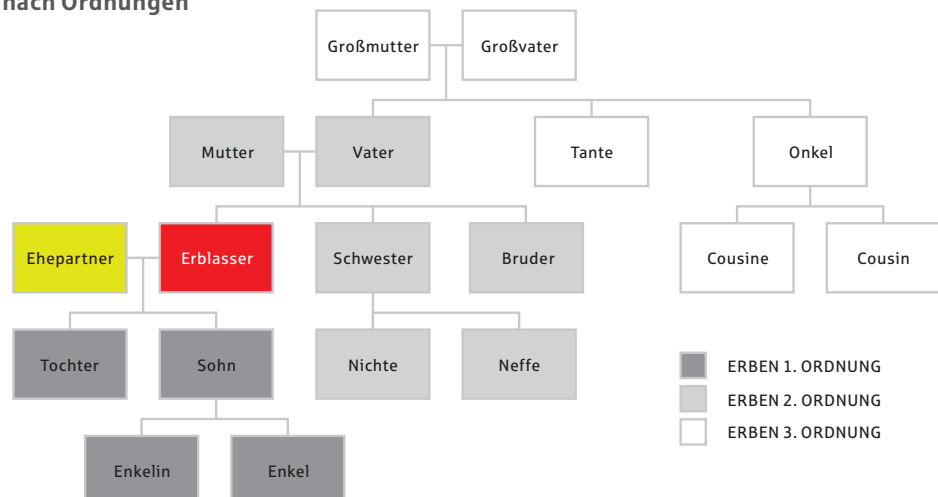 nach Ordnungen
Großmutter
Großvater
Mutter
Vater
Tante
Onkel
Ehepartner
Erblasser
Schwester
Bruder
Cousine
Cousin
Tochter
Sohn
Nichte
Neffe
ERBEN 1. ORDNUNG
ERBEN 2. ORDNUNG
ERBEN 3. ORDNUNG
Enkelin
Enkel